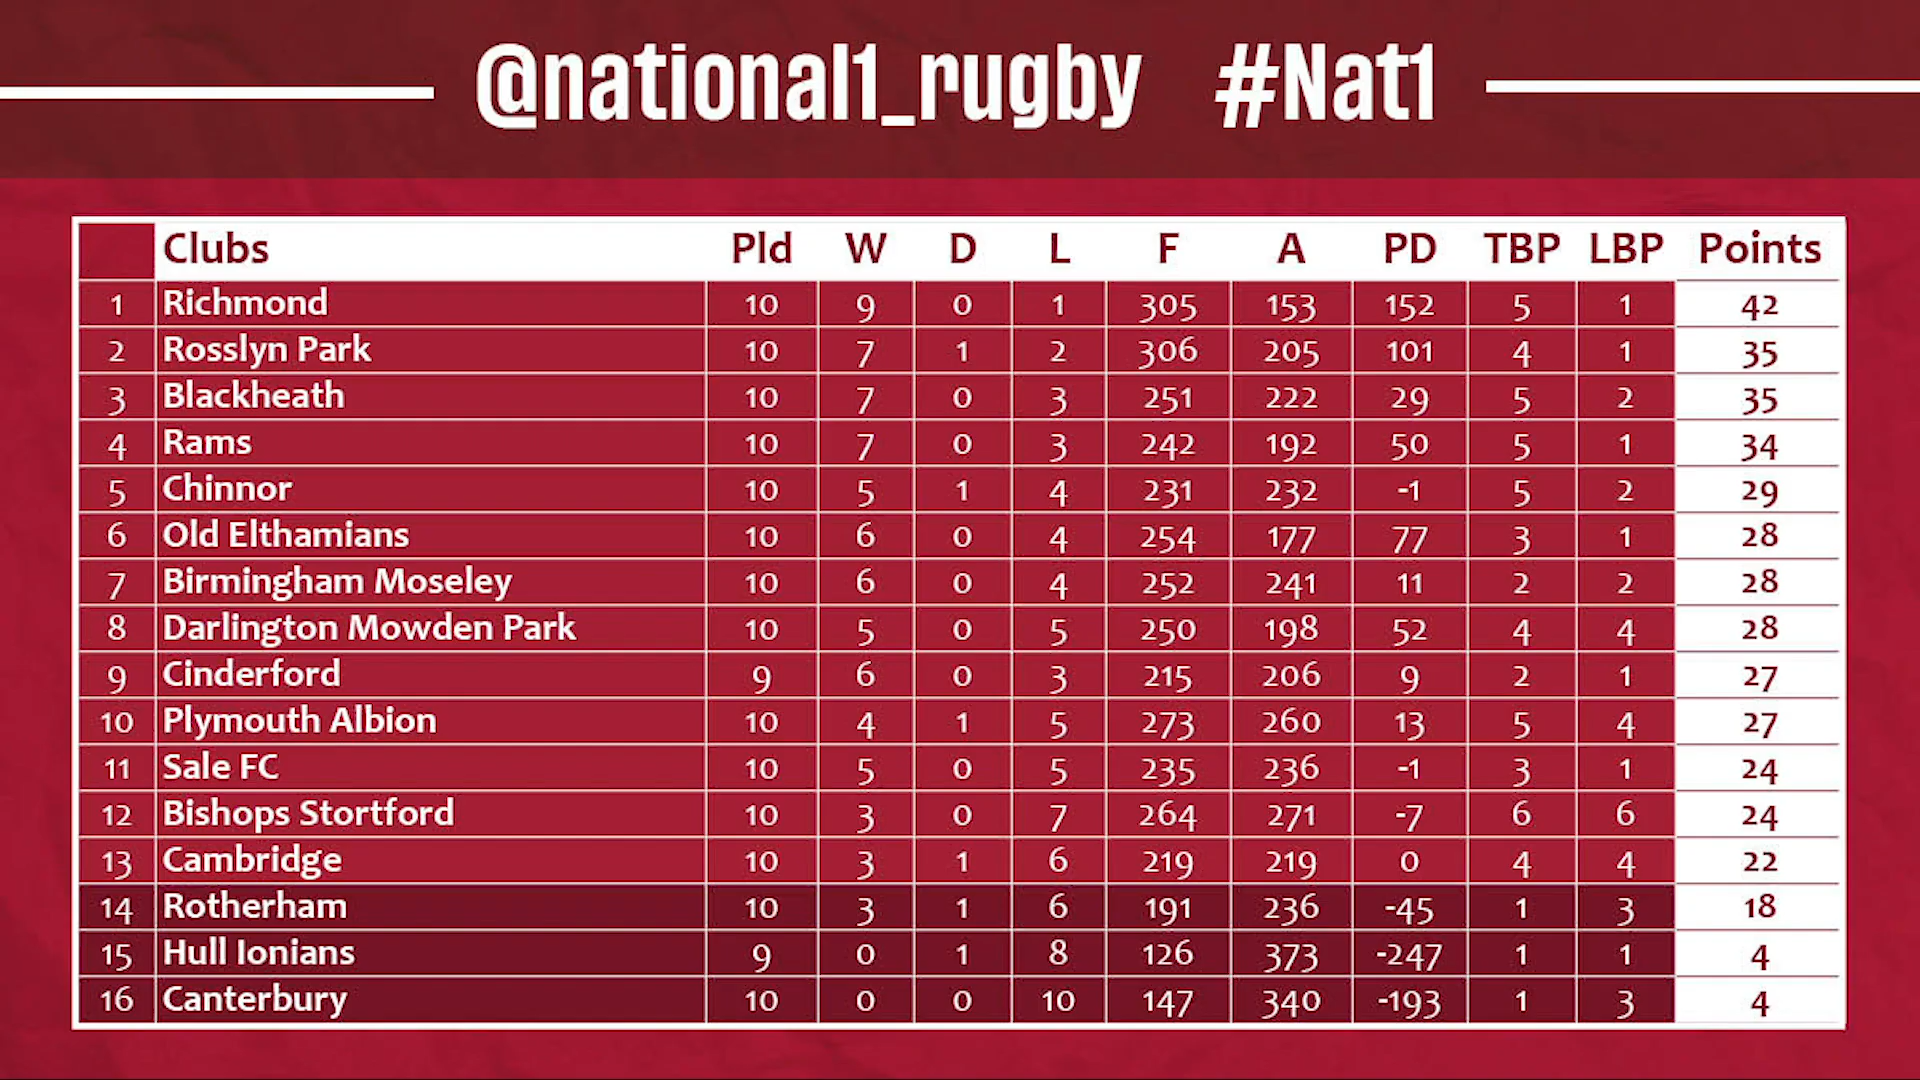 @national1_rugby #Nat1
Clubs Pld W D L F A PD TBP LBP Points
1 Richmond 10 9 0 1 305 153 152 5 1 42
2 Rosslyn Park 10 7 1 2 306 205 101 4 1 35
3 Blackheath 10 7 0 3 251 222 29 5 2 35
4 Rams 10 7 0 3 242 192 50 5 1 34
5 Chinnor 10 5 1 4 231 232 -1 5 2 29
6 Old Elthamians 10 6 0 4 254 177 77 3 1 28
7 Birmingham Moseley 10 6 0 4 252 241 11 2 2 28
8 Darlington Mowden Park 10 5 0 5 250 198 52 4 4 28
9 Cinderford 9 6 0 3 215 206 9 2 1 27
10 Plymouth Albion 10 4 1 5 273 260 13 5 4 27
11 Sale FC 10 5 0 5 235 236 -1 3 1 24
12 Bishops Stortford 10 3 0 7 264 271 -7 6 6 24
13 Cambridge 10 3 1 6 219 219 0 4 4 22
14 Rotherham 10 3 1 6 191 236 -45 1 3 18
15 Hull Ionians 9 0 1 8 126 373 -247 1 1 4
16 Canterbury 10 0 0 10 147 340 -193 1 3 4